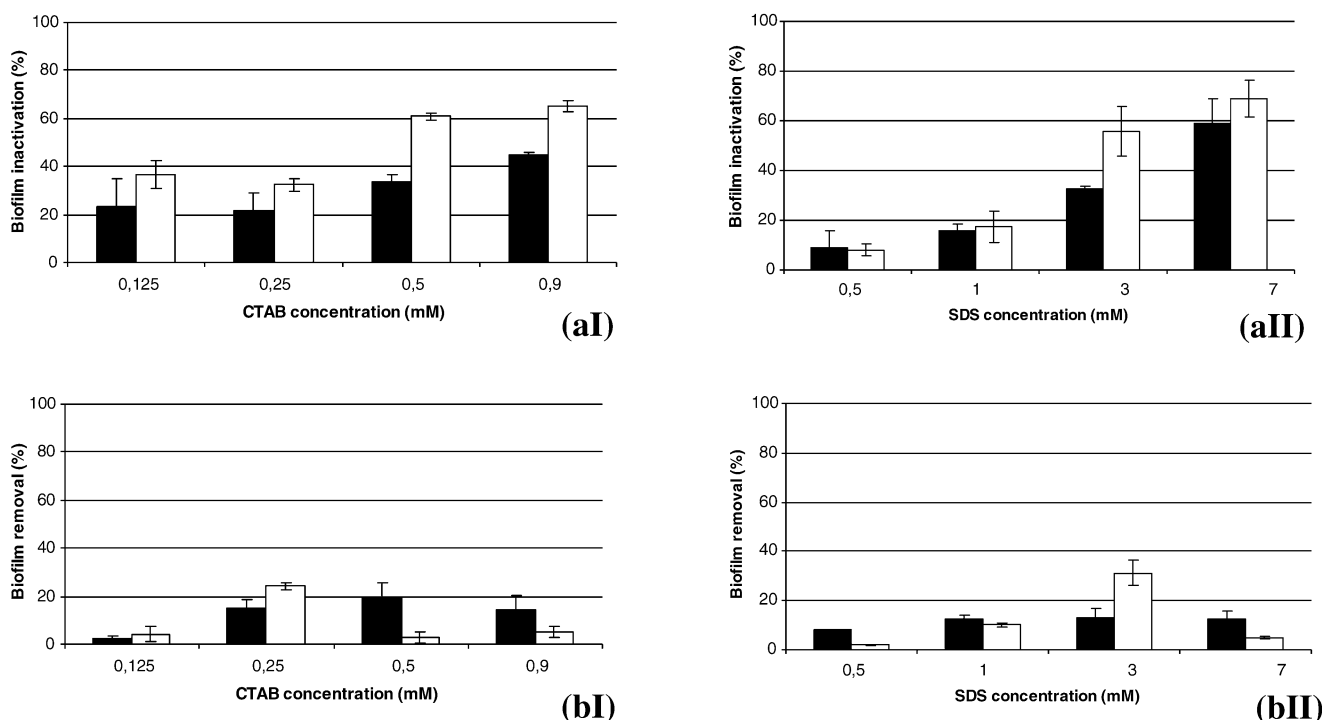 100
80
60
40
20
0
Biofilm inactivation (%)
0,125 0,25 0,5 0,9
CTAB concentration (mM)
(aI)
100
80
60
40
20
0
Biofilm inactivation (%)
0,5 1 3 7
SDS concentration (mM)
(aII)
100
80
60
40
20
0
Biofilm removal (%)
0,125 0,25 0,5 0,9
CTAB concentration (mM)
(bI)
100
80
60
40
20
0
Biofilm removal (%)
0,5 1 3 7
SDS concentration (mM)
(bII)